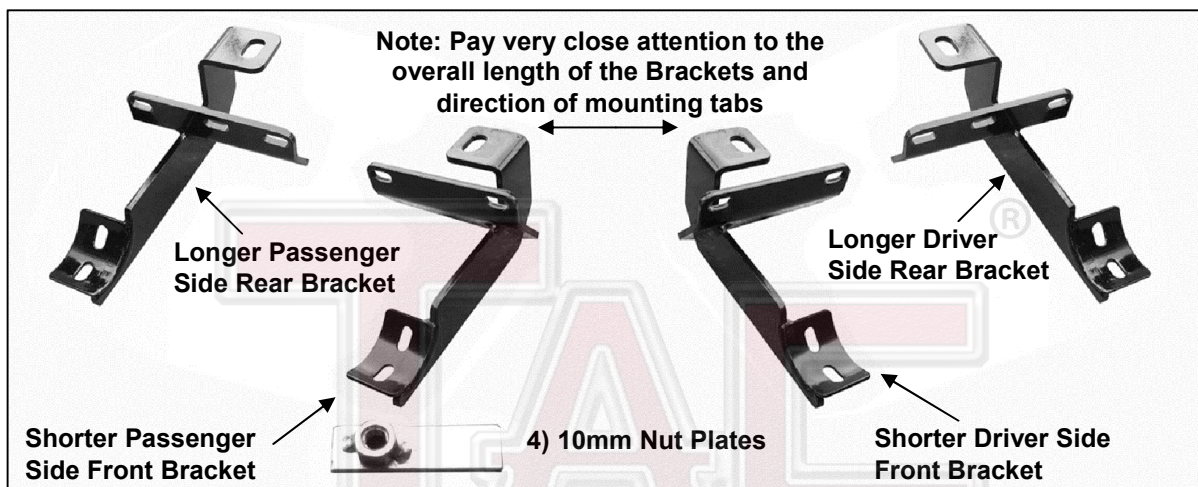 Note: Pay very close attention to the
overall length of the Brackets and
direction of mounting tabs
Longer Passenger
Side Rear Bracket
Longer Driver
Side Rear Bracket
®
TAC
Shorter Passenger
Side Front Bracket
4) 10mm Nut Plates
Shorter Driver Side
Front Bracket